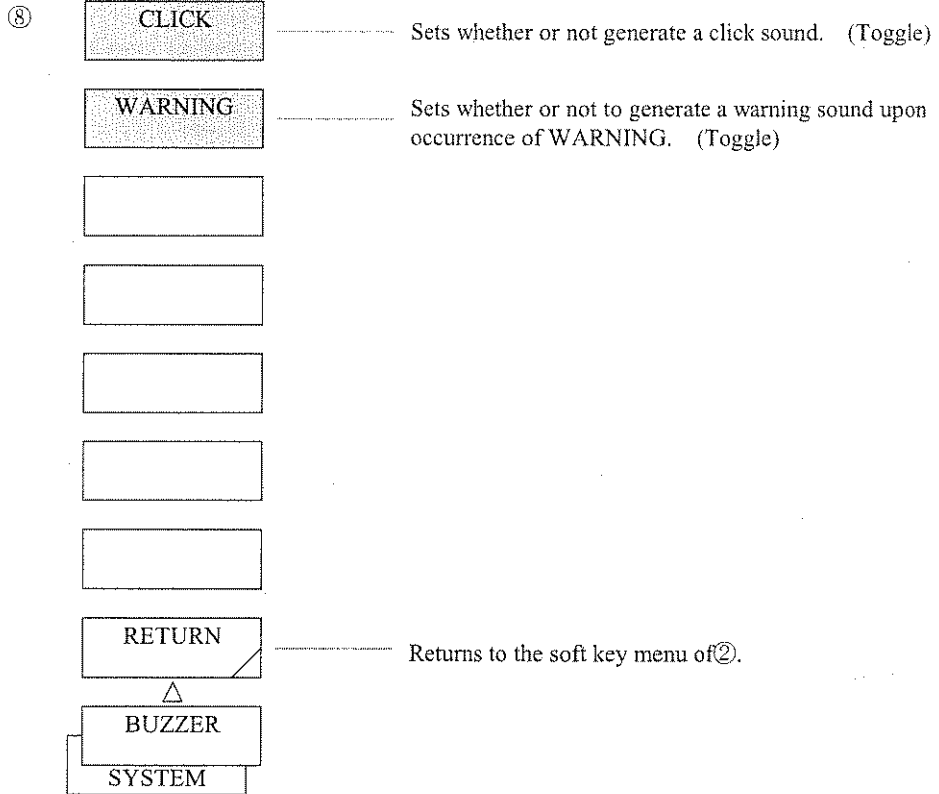 ⑧
CLICK
Sets whether or not generate a click sound. (Toggle)
WARNING
Sets whether or not to generate a warning sound upon
occurrence of WARNING. (Toggle)
RETURN
Returns to the soft key menu of②.
△
BUZZER
SYSTEM